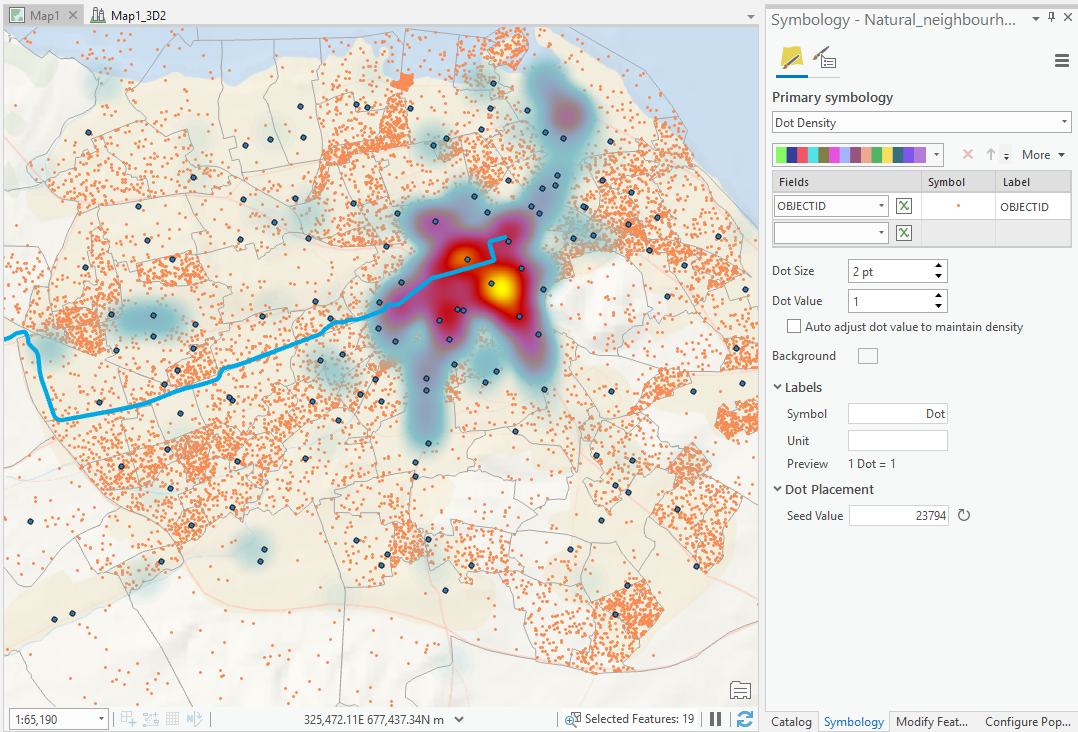 Map1
Map1_3D2
Symbology - Natural_neighbourh...
Primary symbology
Dot Density
More
Fields Symbol Label
OBJECTID OBJECTID
Dot Size 2 pt
Dot Value 1
Auto adjust dot value to maintain density
Background
Labels
Symbol Dot
Unit
Preview 1 Dot = 1
Dot Placement
Seed Value 23794
1:65,190
325,472.11E 677,437.34N m
Selected Features: 19
Catalog Symbology Modify Feat... Configure Pop...